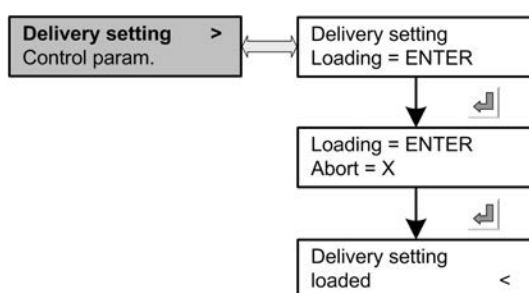 Delivery setting >
Control param.
Delivery setting
Loading = ENTER
Loading = ENTER
Abort = X
Delivery setting
loaded <